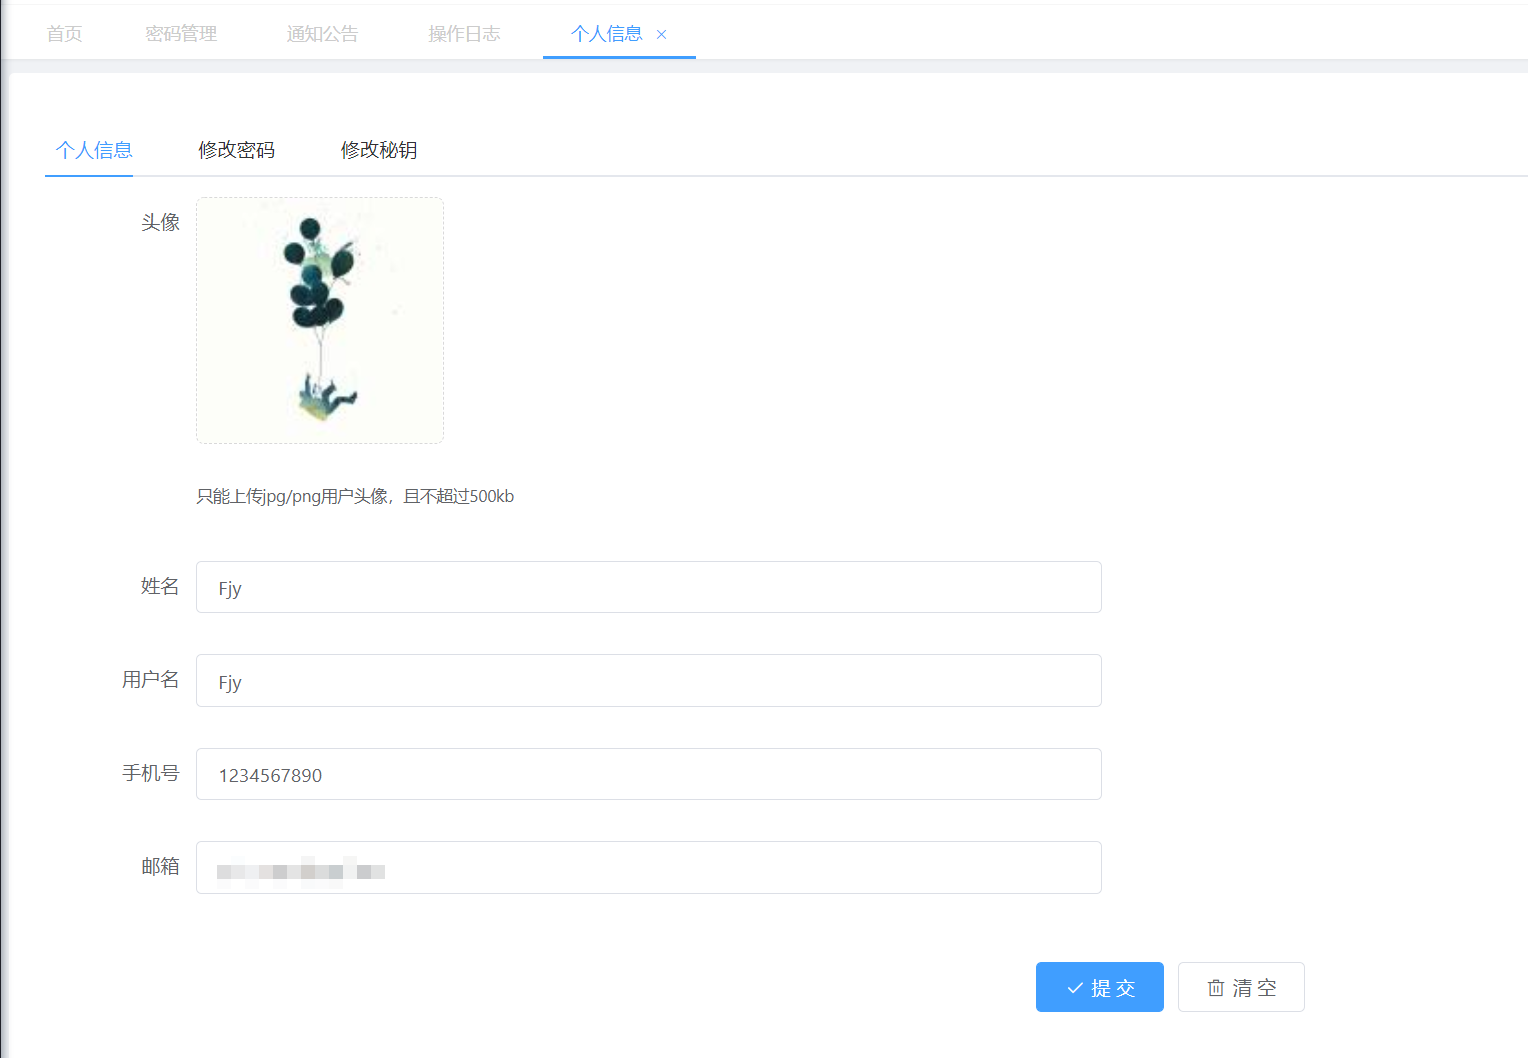 首页 密码管理 通知公告 操作日志 个人信息 ×
个人信息 修改密码 修改秘钥
头像
只能上传jpg/png用户头像，且不超过500kb
姓名 Fjy
用户名 Fjy
手机号 1234567890
邮箱
提交 清空